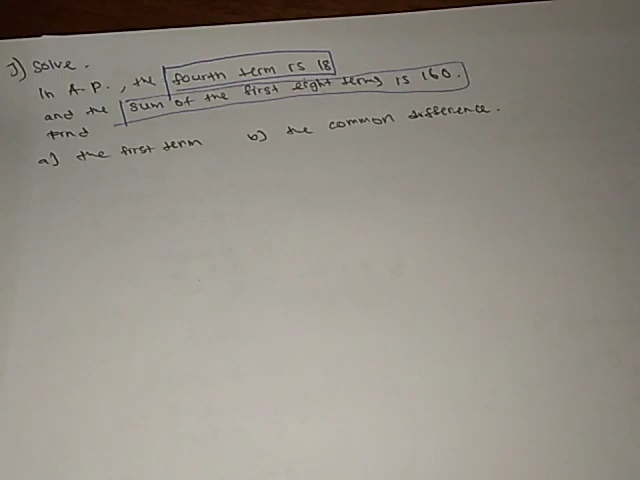 J) Solve.
In A.P., the fourth term is 18
and the sum of the first eight terms is 160.
Find
a) the first term b) the common difference.